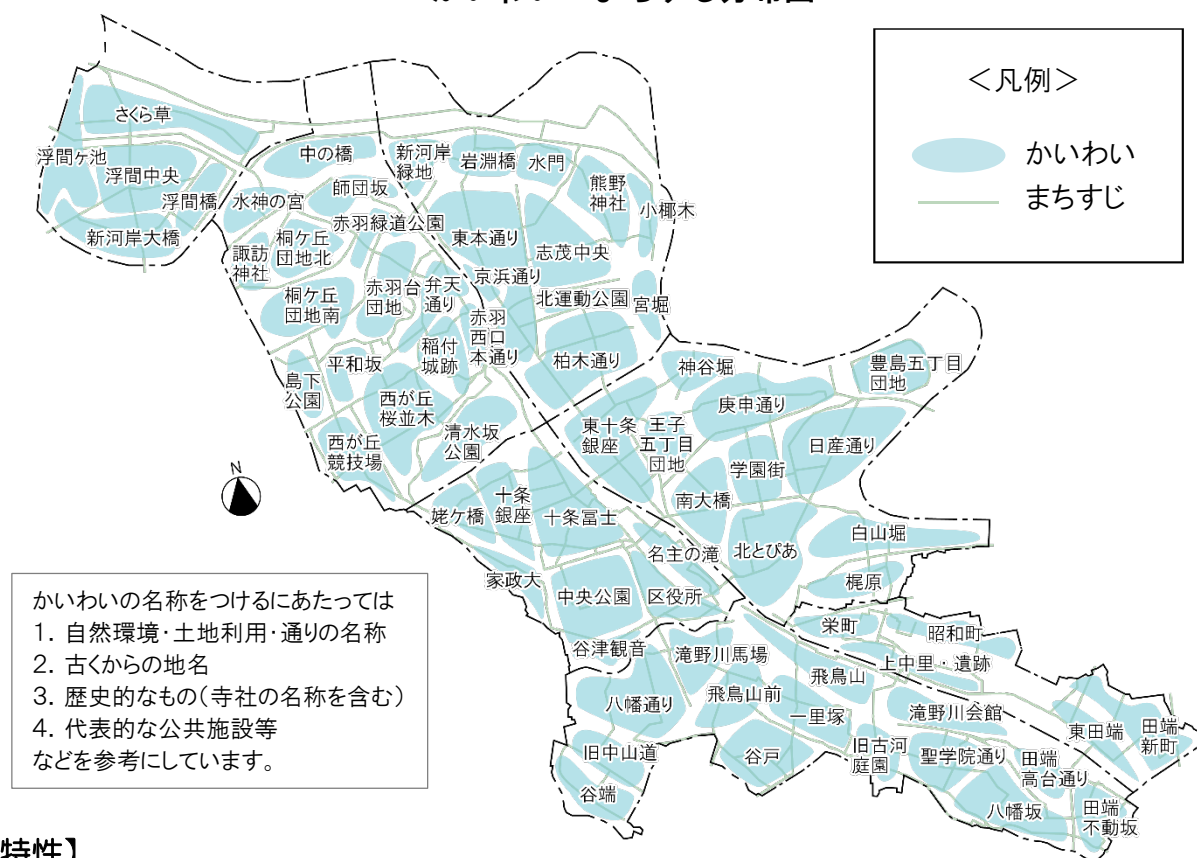 <凡例>
かいわい
まちすじ
さくら草
浮間ヶ池
浮間中央
浮間橋
新河岸大橋
中の橋
新河岸
緑地
岩淵橋
水門
熊野
神社
小梛木
師団坂
水神の宮
赤羽緑道公園
東本通り
志茂中央
諏訪
神社
桐ケ丘
団地北
桐ケ丘
団地南
赤羽台
団地
弁天
通り
京浜通り
北運動公園
宮堀
赤羽
西口
本通り
稲付
城跡
柏木通り
平和坂
島下
公園
西が丘
桜並木
清水坂
公園
西が丘
競技場
神谷堀
豊島五丁目
団地
庚申通り
東十条
銀座
王子
五丁目
団地
日産通り
学園街
南大橋
姥ケ橋
十条
銀座
十条冨士
名主の滝
北とぴあ
白山堀
梶原
家政大
中央公園
区役所
栄町
昭和町
谷津観音
滝野川馬場
上中里・遺跡
飛鳥山
飛鳥山前
八幡通り
一里塚
滝野川会館
東田端
田端
新町
旧中山道
谷戸
旧古河
庭園
聖学院通り
田端
高台通り
谷端
八幡坂
田端
不動坂
N
かいわいの名称をつけるにあたっては
1. 自然環境・土地利用・通りの名称
2. 古くからの地名
3. 歴史的なもの(寺社の名称を含む)
4. 代表的な公共施設等
などを参考にしています。
特性】